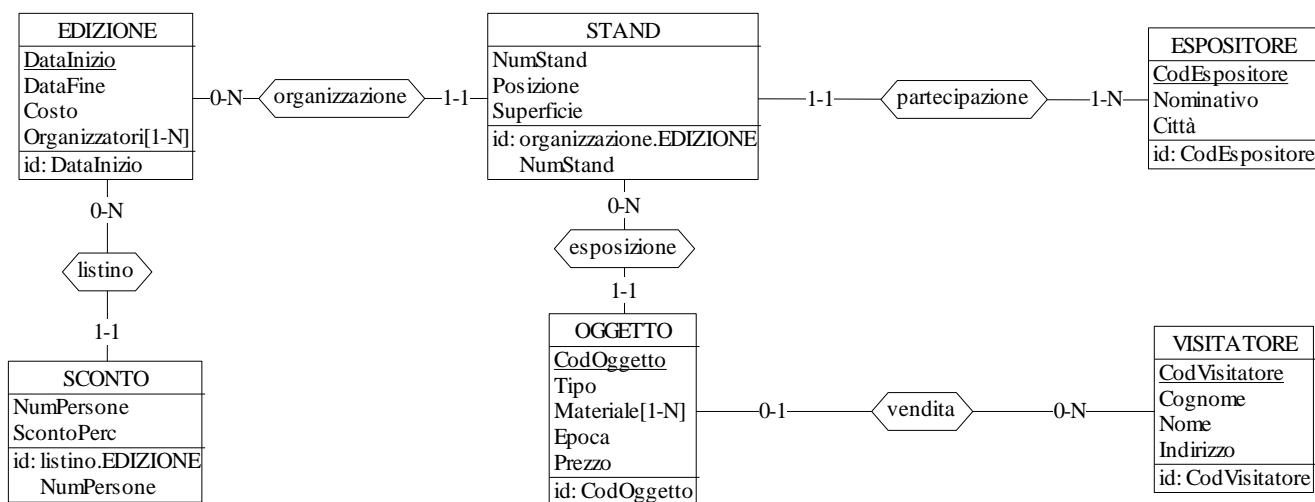 EDIZIONE
DataInizio
DataFine
Costo
Organizzatori[1-N]
id: DataInizio
0-N
organizzazione
1-1
STAND
NumStand
Posizione
Superficie
id: organizzazione.EDIZIONE
NumStand
1-1
partecipazione
1-N
ESPOSITORE
CodEspositore
Nominativo
Città
id: CodEspositore
0-N
listino
1-1
SCONTO
NumPersone
ScontoPerc
id: listino.EDIZIONE
NumPersone
0-N
esposizione
1-1
OGGETTO
CodOggetto
Tipo
Materiale[1-N]
Epoca
Prezzo
id: CodOggetto
0-1
vendita
0-N
VISITATORE
CodVisitatore
Cognome
Nome
Indirizzo
id: CodVisitatore